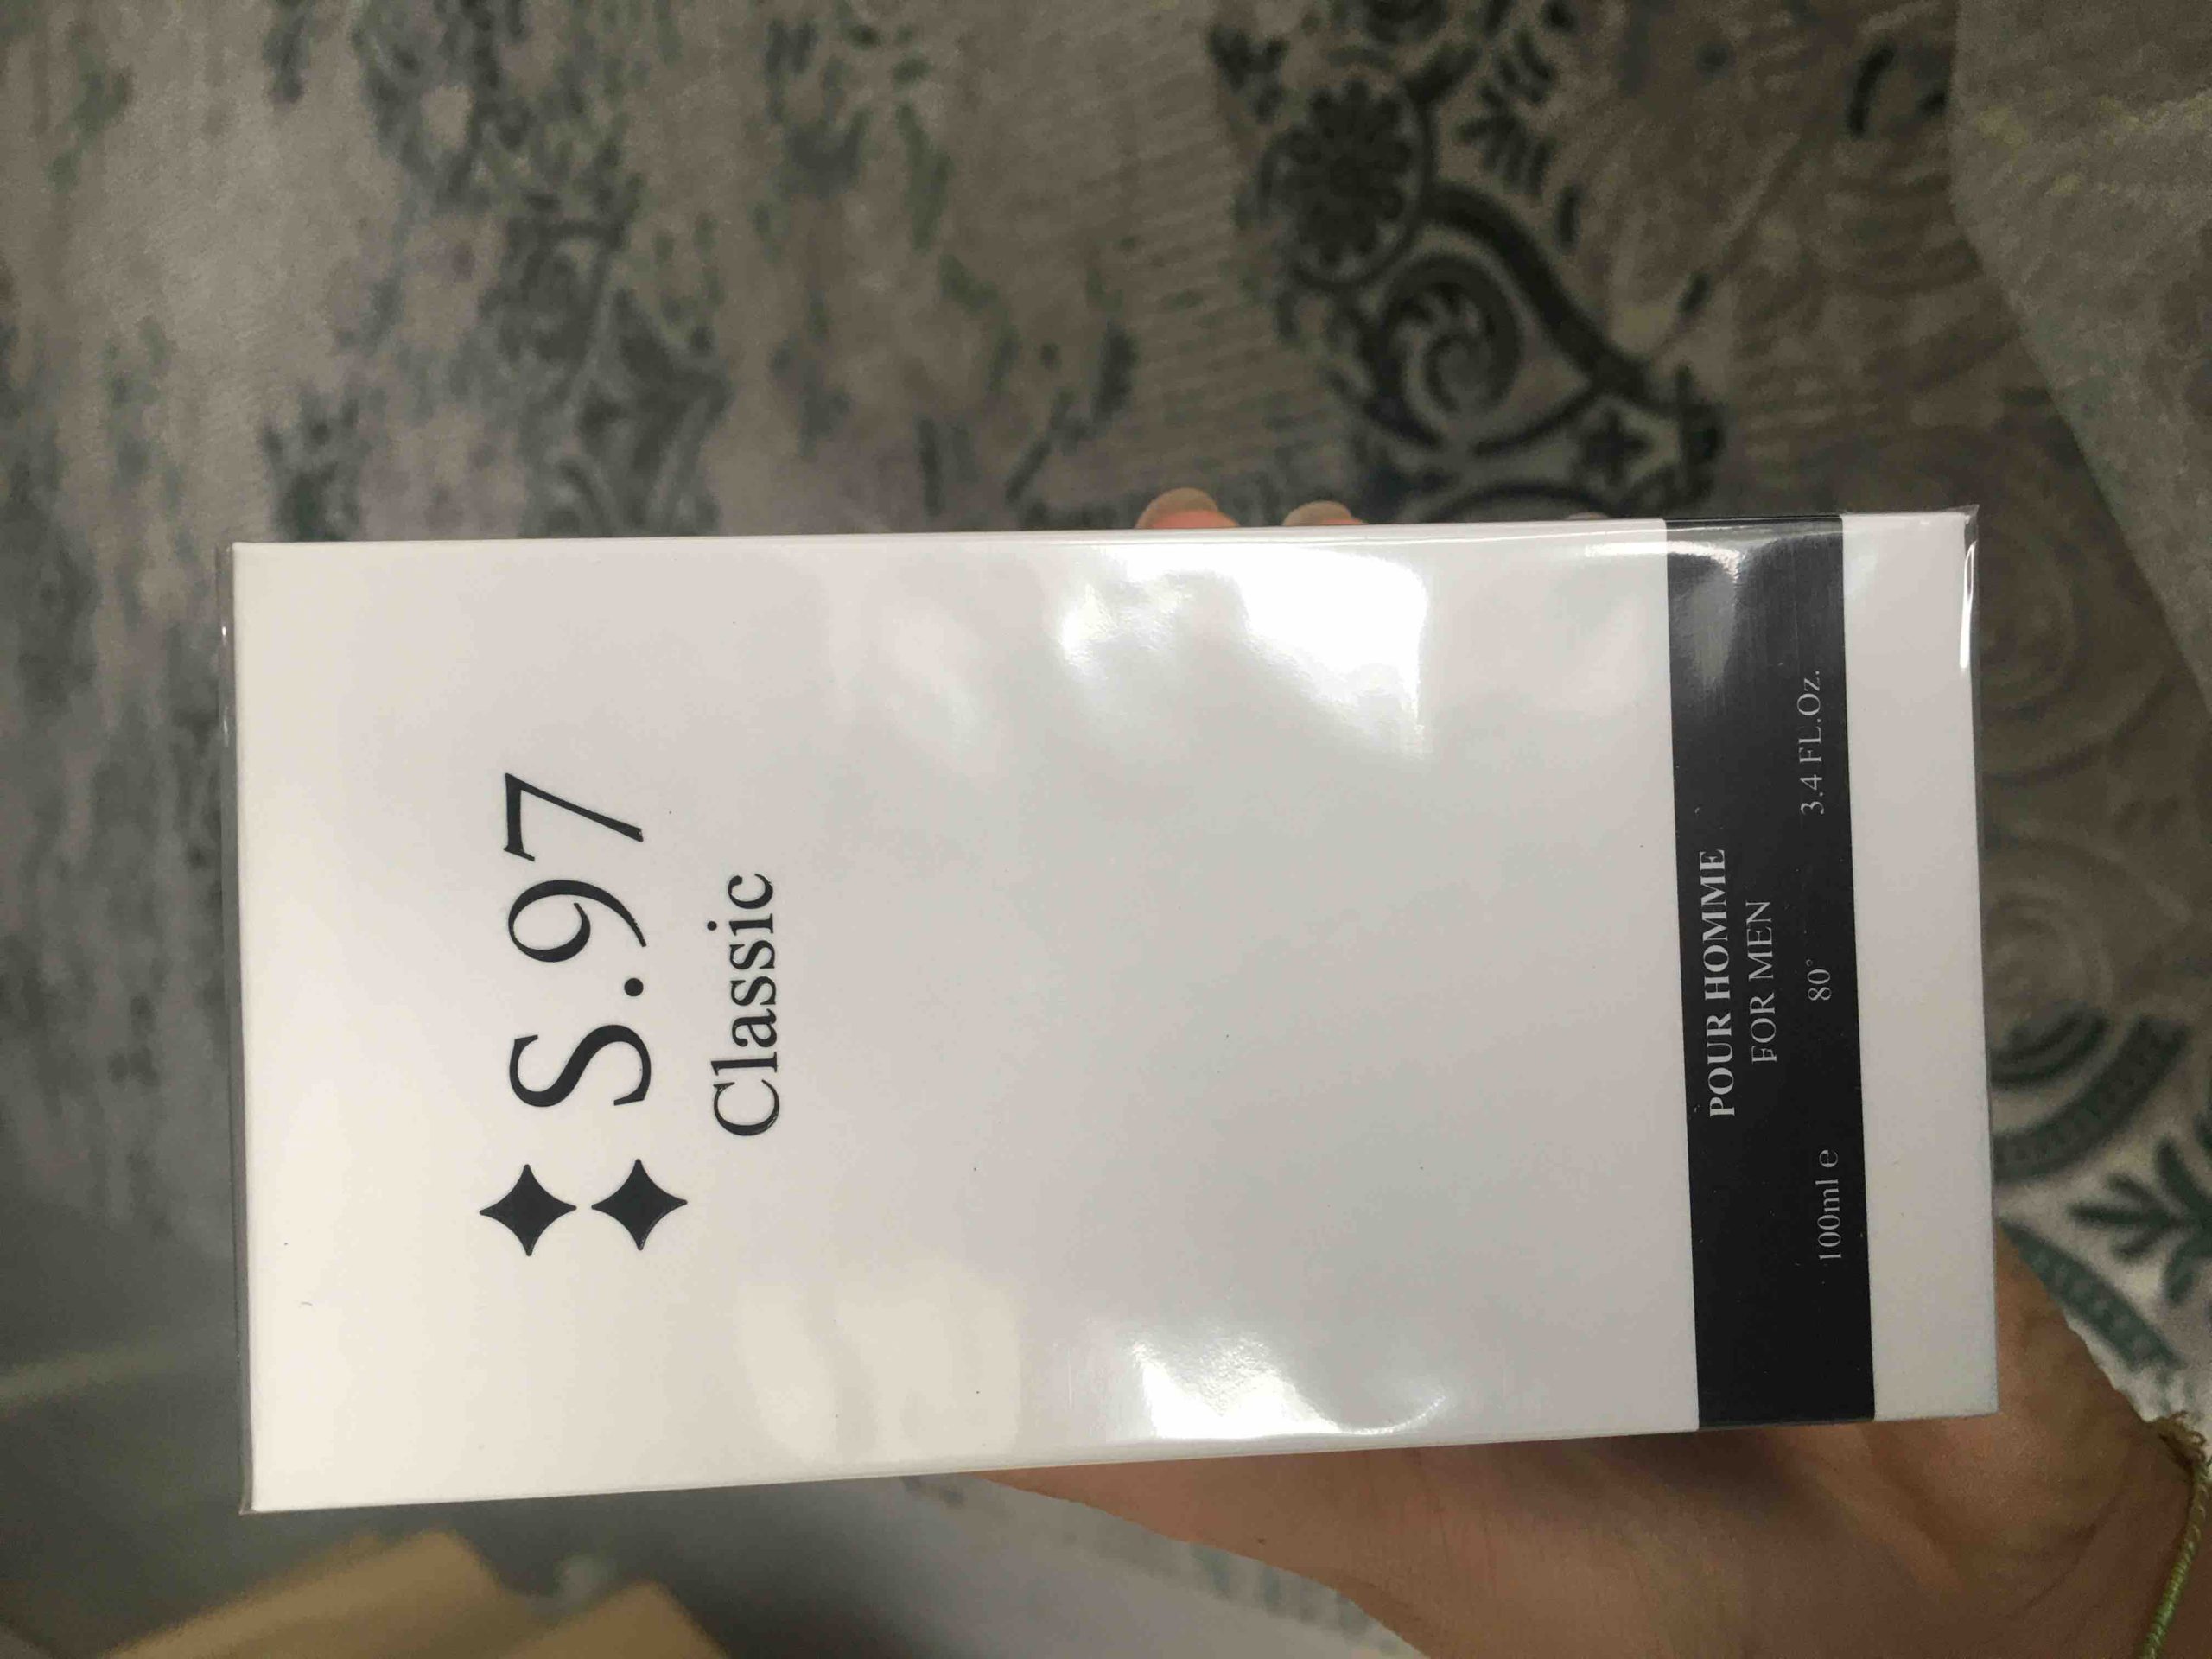 S.97
Classic
POUR HOMME
FOR MEN
100ml e 80° 3.4 FL.Oz.